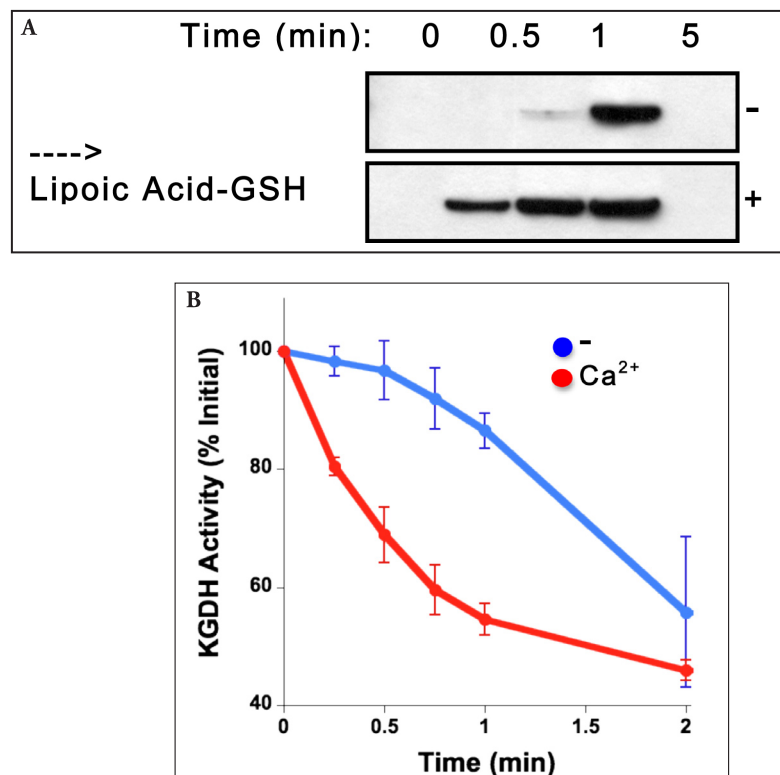 A
Time (min): 0 0.5 1 5
-
---->
Lipoic Acid-GSH
+
B
KGDH Activity (% Initial)
100
80
60
40
-
Ca²⁺
0 0.5 1 1.5 2
Time (min)